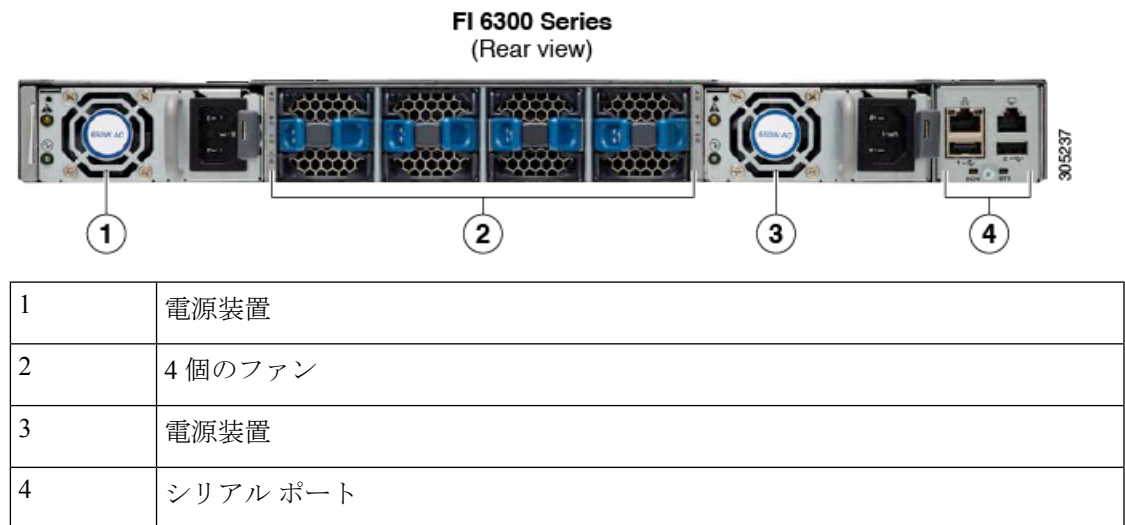 FI 6300 Series
(Rear view)
650W AC
650W AC
305237
1
2
3
4
1 電源装置
2 4 個のファン
3 電源装置
4 シリアル ポート